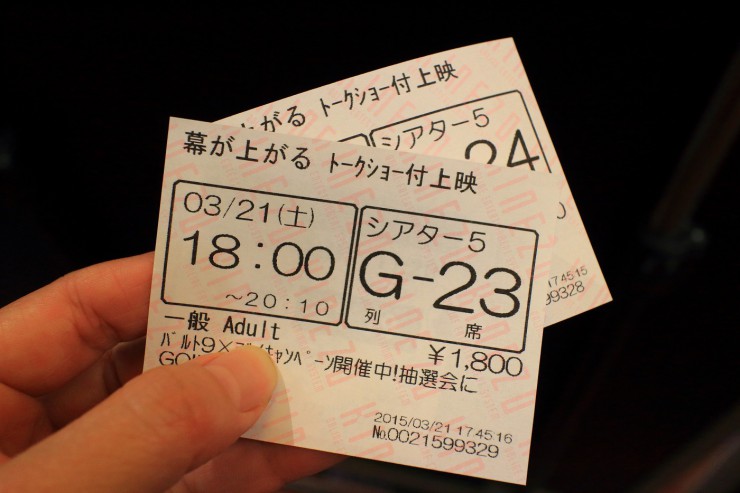 がる トークショー付上映
シアター5
24
17:45:15
99328
幕が上がる トークショー付上映
03/21(土)
18:00
～20:10
シアター5
G-23
列 席
一般 Adult
¥1,800
バルト9× キャンペーン開催中!抽選会に
GO
2015/03/21 17:45:16
No.0021599329